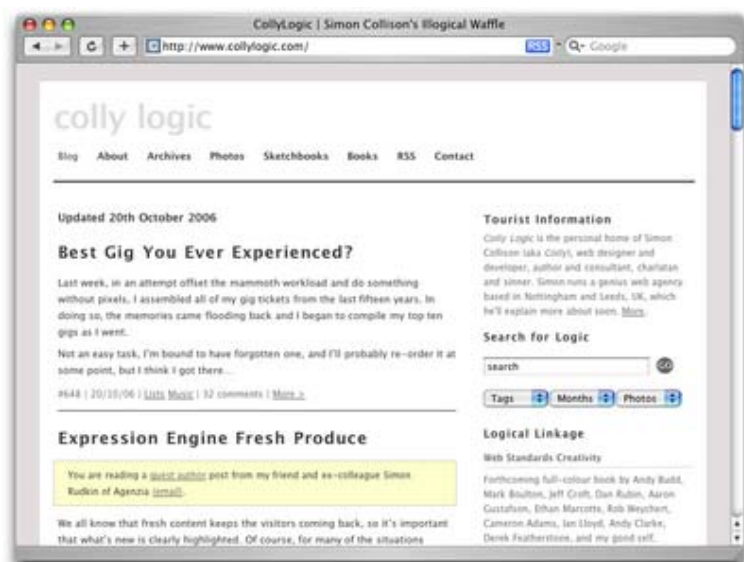 CollyLogic | Simon Collison's Illogical Waffle
http://www.collylogic.com/
RSS
Google
colly logic
Blog About Archives Photos Sketchbooks Books RSS Contact
Updated 20th October 2006
Best Gig You Ever Experienced?
Last week, in an attempt offset the mammoth workload and do something
without pixels, I assembled all of my gig tickets from the last fifteen years. In
doing so, the memories came flooding back and I began to compile my top ten
gigs as I went.
Not an easy task, I'm bound to have forgotten one, and I'll probably re-order it at
some point, but I think I got there...
#648 | 20/10/06 | Lists Music | 32 comments | More >
Expression Engine Fresh Produce
You are reading a guest author post from my friend and ex-colleague Simon
Rudkin of Agenzia (email).
We all know that fresh content keeps the visitors coming back, so it's important
that what's new is clearly highlighted. Of course, for many of the situations
Tourist Information
Colly Logic is the personal home of Simon
Collison (aka Colly), web designer and
developer, author and consultant, charlatan
and sinner. Simon runs a genius web agency
based in Nottingham and Leeds, UK, which
he'll explain more about soon. More.
Search for Logic
search
GO
Tags Months Photos
Logical Linkage
Web Standards Creativity
Forthcoming full-colour book by Andy Budd,
Mark Boulton, Jeff Croft, Dan Rubin, Aaron
Gustafson, Ethan Marcotte, Rob Weychert,
Cameron Adams, Ian Lloyd, Andy Clarke,
Derek Featherstone, and my good self.